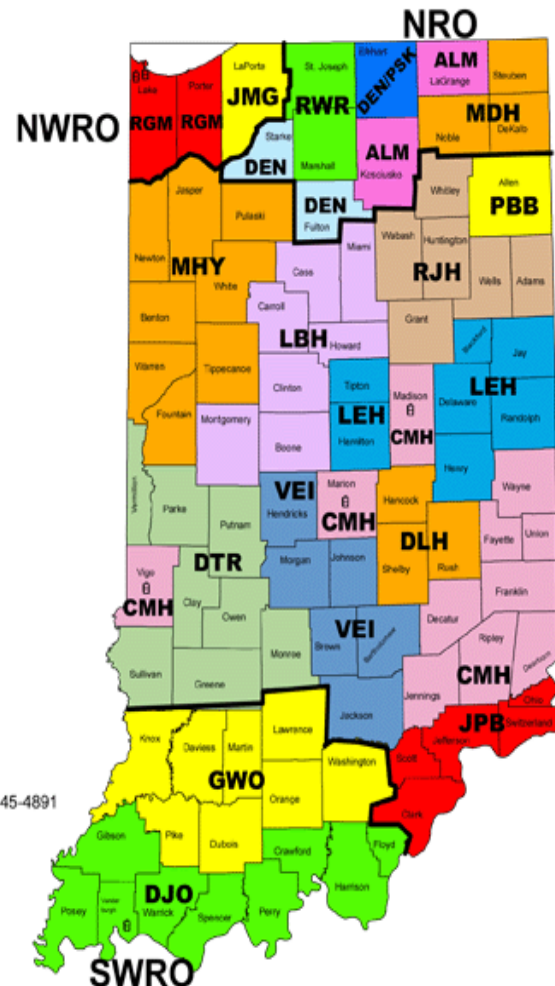 NRO
NWRO
Lake
Porter
RGM
RGM
LaPorte
JMG
St. Joseph
RWR
Elkhart
DEN/PSK
ALM
LaGrange
Steuben
MDH
Noble
DeKalb
Starke
DEN
Marshall
ALM
Kosciusko
DEN
Fulton
Whitley
Allen
PBB
Jasper
Pulaski
Newton
MHY
White
Benton
Warren
Tippecanoe
Fountain
Cass
Miami
Wabash
Huntington
RJH
Wells
Adams
Grant
Carroll
LBH
Howard
Clinton
Montgomery
Boone
Tipton
LEH
Hamilton
Madison
CMH
Blackford
Jay
LEH
Delaware
Randolph
Henry
Vermillion
Parke
Putnam
DTR
Vigo
CMH
Clay
Owen
Sullivan
Greene
Monroe
VEI
Hendricks
Marion
CMH
Morgan
Johnson
Hancock
DLH
Shelby
Rush
Wayne
Fayette
Union
Franklin
Decatur
Ripley
Dearborn
CMH
Jennings
VEI
Brown
Bartholomew
Jackson
Ohio
Switzerland
JPB
Jefferson
Scott
Clark
Knox
Daviess
Martin
Lawrence
Washington
GWO
Orange
45-4891
Gibson
Pike
Dubois
Crawford
Floyd
Harrison
Posey
Vander
burgh
DJO
Warrick
Spencer
Perry
SWRO